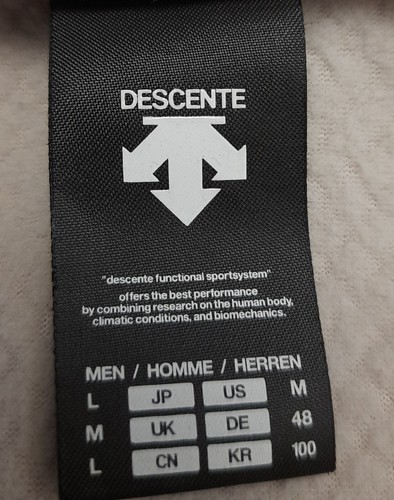 DESCENTE
"descente functional sportsystem"
offers the best performance
by combining research on the human body,
climatic conditions, and biomechanics.
MEN / HOMME / HERREN
L JP US M
M UK DE 48
L CN KR 100